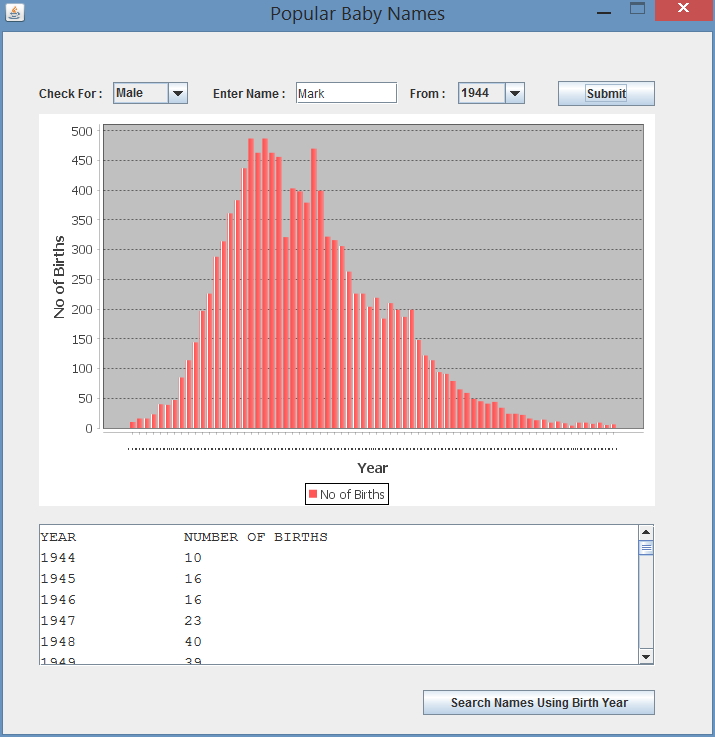 Popular Baby Names
Check For : Male Enter Name : Mark From : 1944 Submit
500
450
400
350
300
250
200
150
100
50
0
No of Births
Year
No of Births
YEAR NUMBER OF BIRTHS
1944 10
1945 16
1946 16
1947 23
1948 40
1949 39
Search Names Using Birth Year